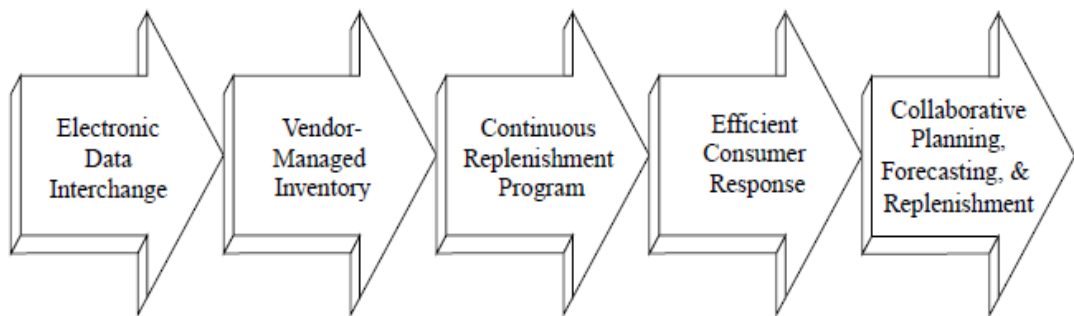 Electronic
Data
Interchange
Vendor-
Managed
Inventory
Continuous
Replenishment
Program
Efficient
Consumer
Response
Collaborative
Planning,
Forecasting, &
Replenishment